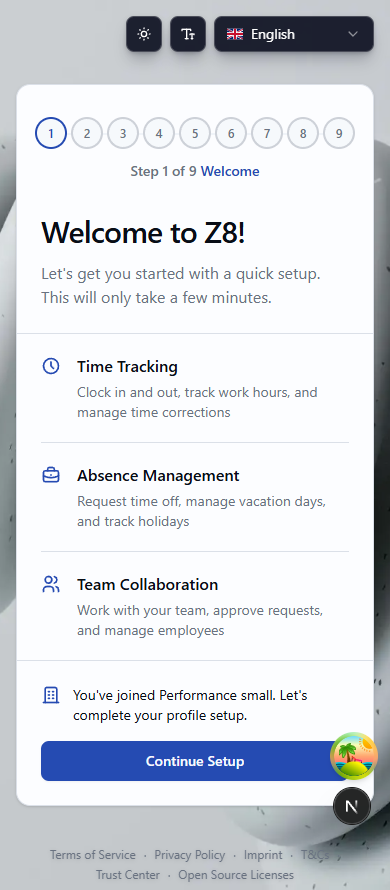 English
1 2 3 4 5 6 7 8 9
Step 1 of 9 Welcome
Welcome to Z8!
Let's get you started with a quick setup.
This will only take a few minutes.
Time Tracking
Clock in and out, track work hours, and
manage time corrections
Absence Management
Request time off, manage vacation days,
and track holidays
Team Collaboration
Work with your team, approve requests,
and manage employees
You've joined Performance small. Let's
complete your profile setup.
Continue Setup
N
Terms of Service · Privacy Policy · Imprint · T&Cs
Trust Center · Open Source Licenses